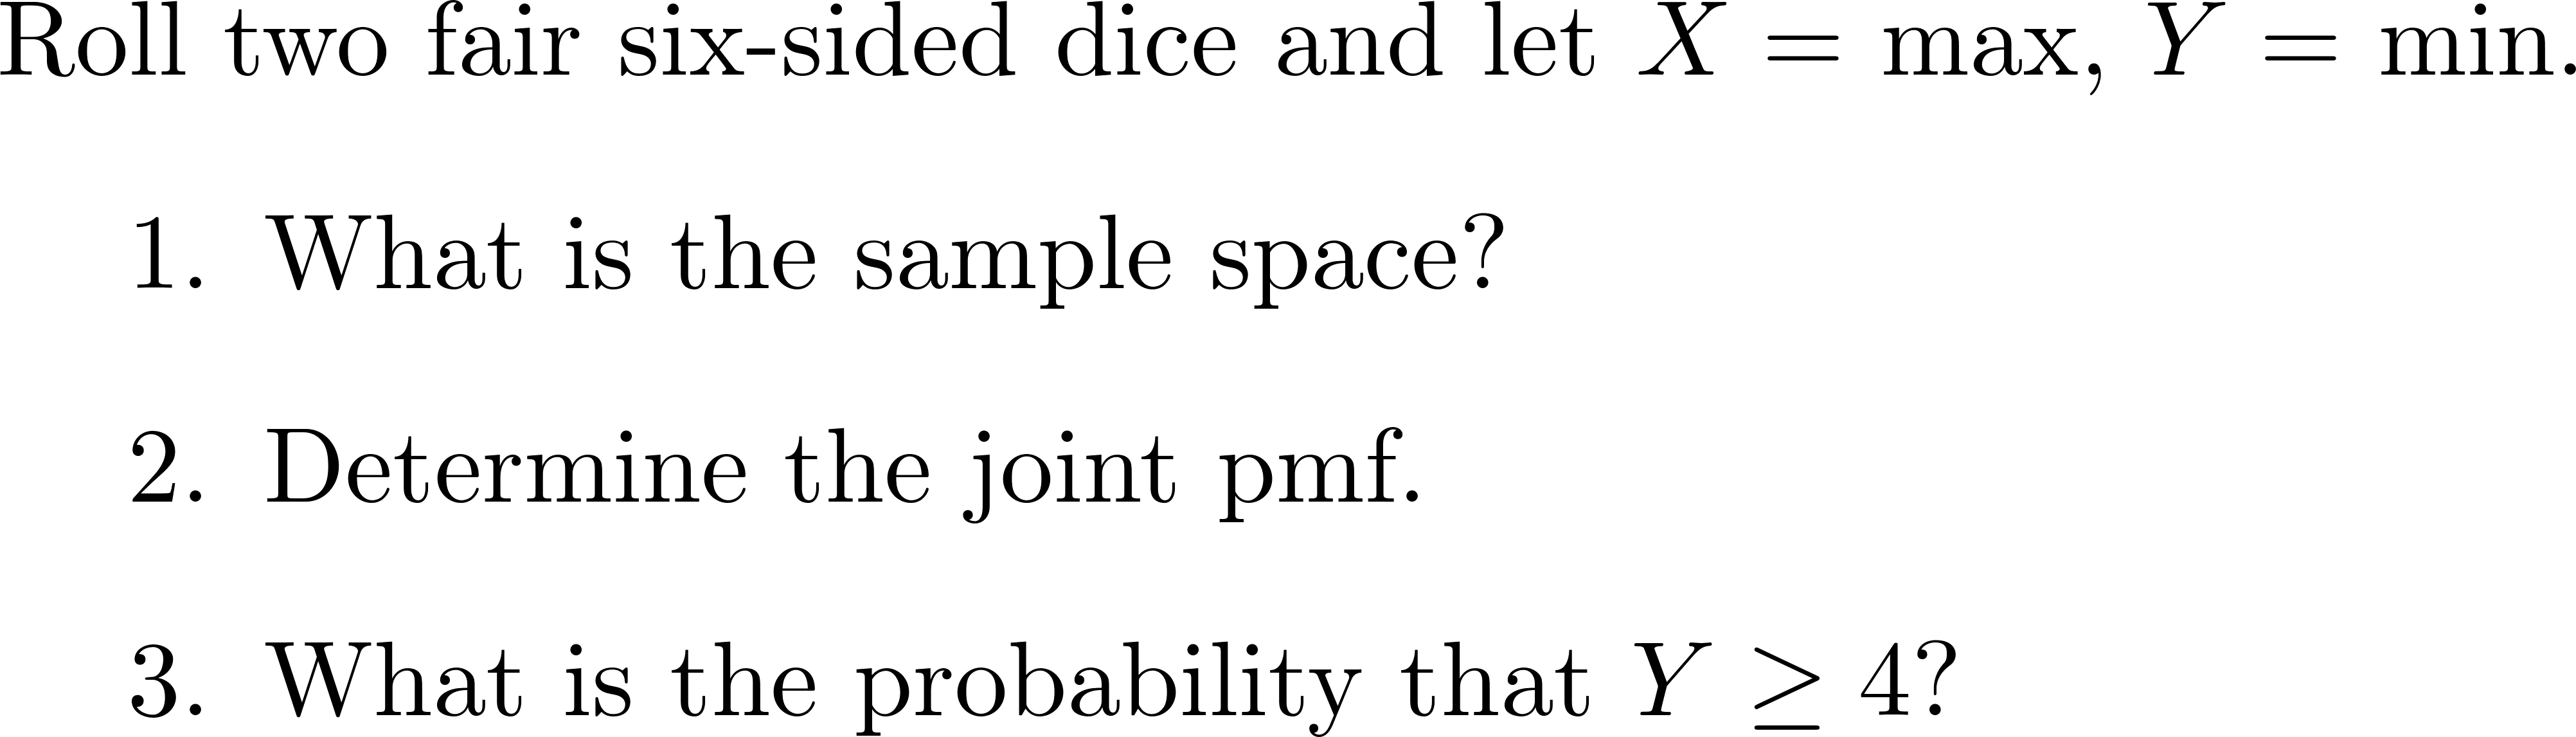 Roll two fair six-sided dice and let X = max, Y = min.
1. What is the sample space?
2. Determine the joint pmf.
3. What is the probability that Y ≥ 4?